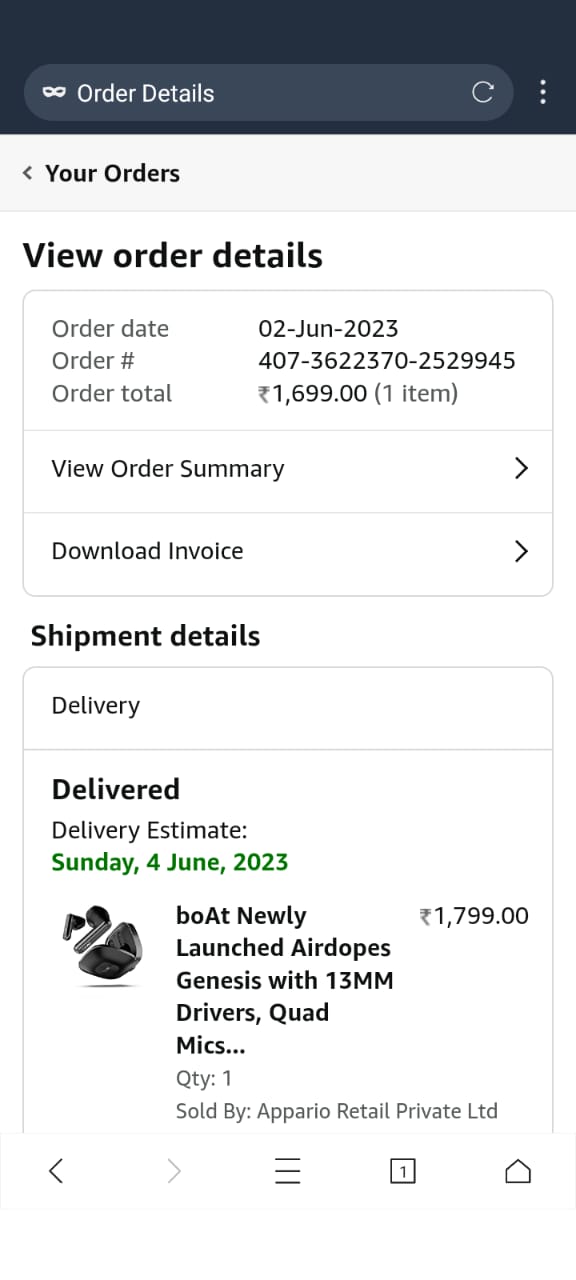 Order Details
Your Orders
View order details
Order date 02-Jun-2023
Order # 407-3622370-2529945
Order total ₹1,699.00 (1 item)
View Order Summary
Download Invoice
Shipment details
Delivery
Delivered
Delivery Estimate:
Sunday, 4 June, 2023
boAt Newly ₹1,799.00
Launched Airdopes
Genesis with 13MM
Drivers, Quad
Mics...
Qty: 1
Sold By: Appario Retail Private Ltd
1